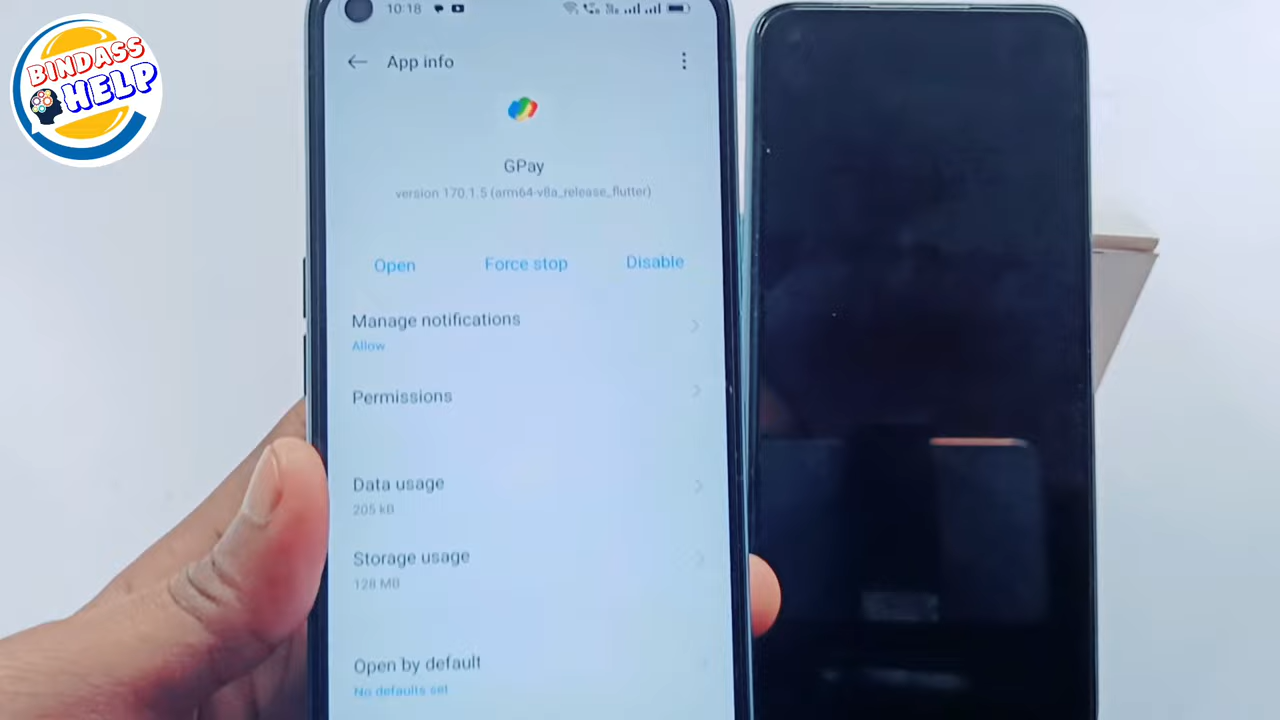 BINDASS
HELP
10:18
App info
GPay
version 170.1.5 (arm64-v8a_release_flutter)
Open
Force stop
Disable
Manage notifications
Allow
Permissions
Data usage
205 kB
Storage usage
128 MB
Open by default
No defaults set